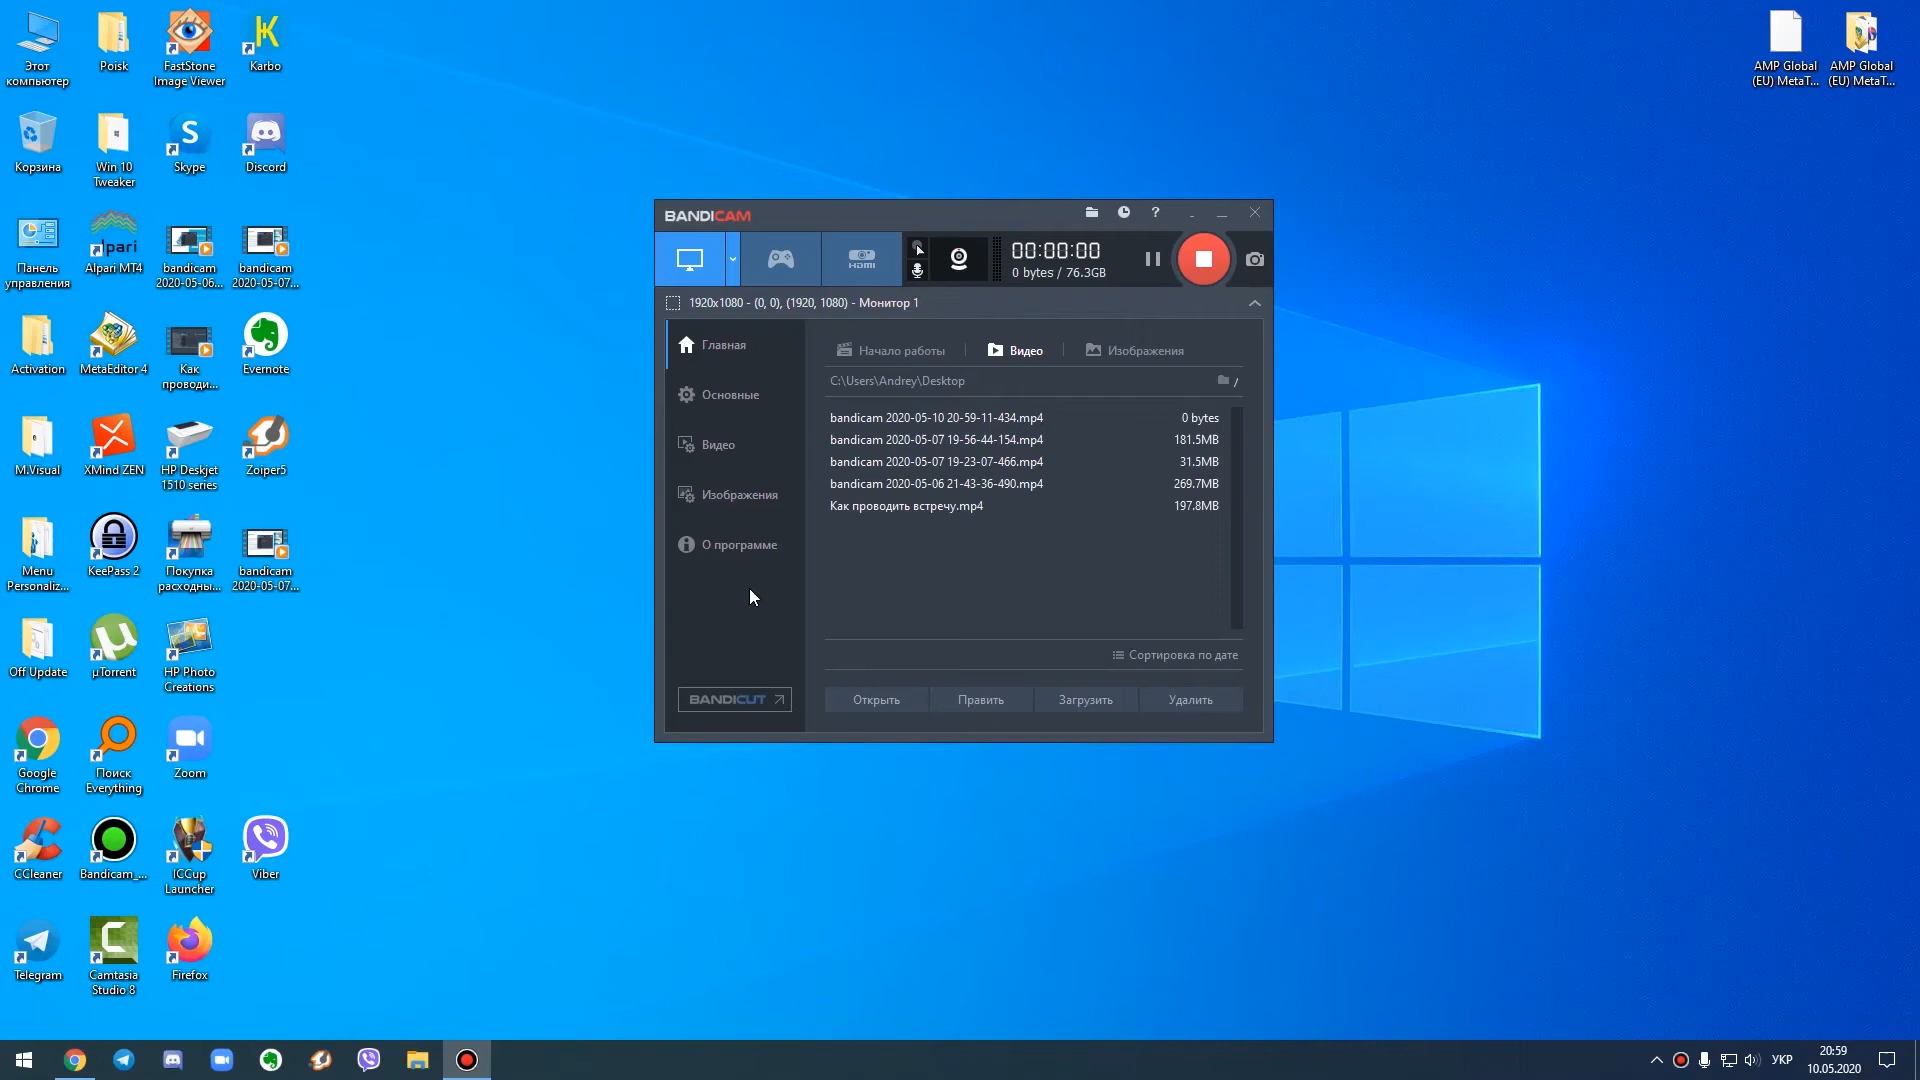 Этот
компьютер
Poisk
FastStone
Image Viewer
Karbo
Корзина
Win 10
Tweaker
Skype
Discord
Панель
управления
Alpari MT4
bandicam
2020-05-06...
bandicam
2020-05-07...
Activation
MetaEditor 4
Как
проводи...
Evernote
M.Visual
XMind ZEN
HP Deskjet
1510 series
Zoiper5
Menu
Personaliz...
KeePass 2
Покупка
расходны...
bandicam
2020-05-07...
Off Update
µTorrent
HP Photo
Creations
Google
Chrome
Поиск
Everything
Zoom
CCleaner
Bandicam_...
ICCup
Launcher
Viber
Telegram
Camtasia
Studio 8
Firefox
AMP Global
(EU) MetaT...
AMP Global
(EU) MetaT...
BANDICAM
HDMI
00:00:00
0 bytes / 76.3GB
1920x1080 - (0, 0), (1920, 1080) - Монитор 1
Главная
Основные
Видео
Изображения
О программе
BANDICUT
Начало работы
Видео
Изображения
C:\Users\Andrey\Desktop
bandicam 2020-05-10 20-59-11-434.mp4 0 bytes
bandicam 2020-05-07 19-56-44-154.mp4 181.5MB
bandicam 2020-05-07 19-23-07-466.mp4 31.5MB
bandicam 2020-05-06 21-43-36-490.mp4 269.7MB
Как проводить встречу.mp4 197.8MB
Сортировка по дате
Открыть
Править
Загрузить
Удалить
УКР
20:59
10.05.2020